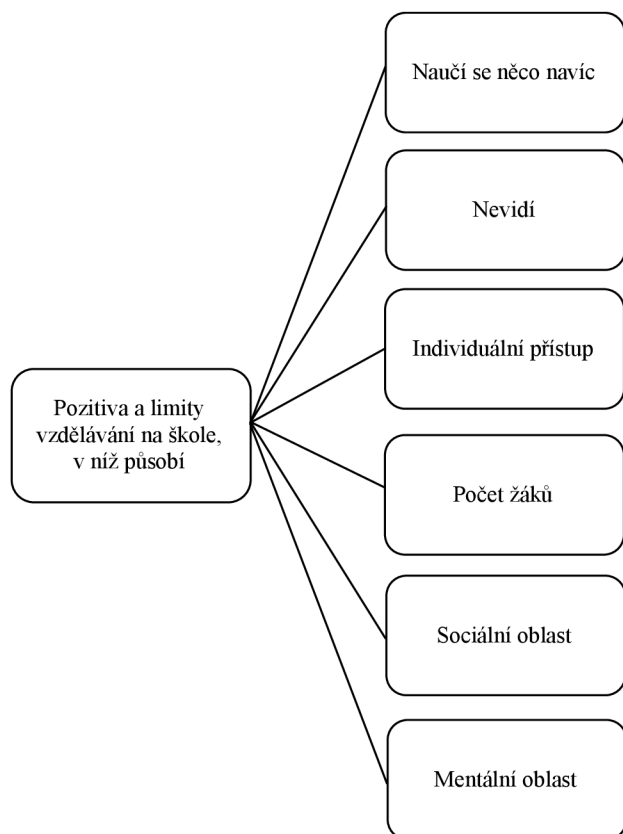 Naučí se něco navíc
Nevidí
Individuální přístup
Pozitiva a limity
vzdělávání na škole,
v níž působí
Počet žáků
Sociální oblast
Mentální oblast